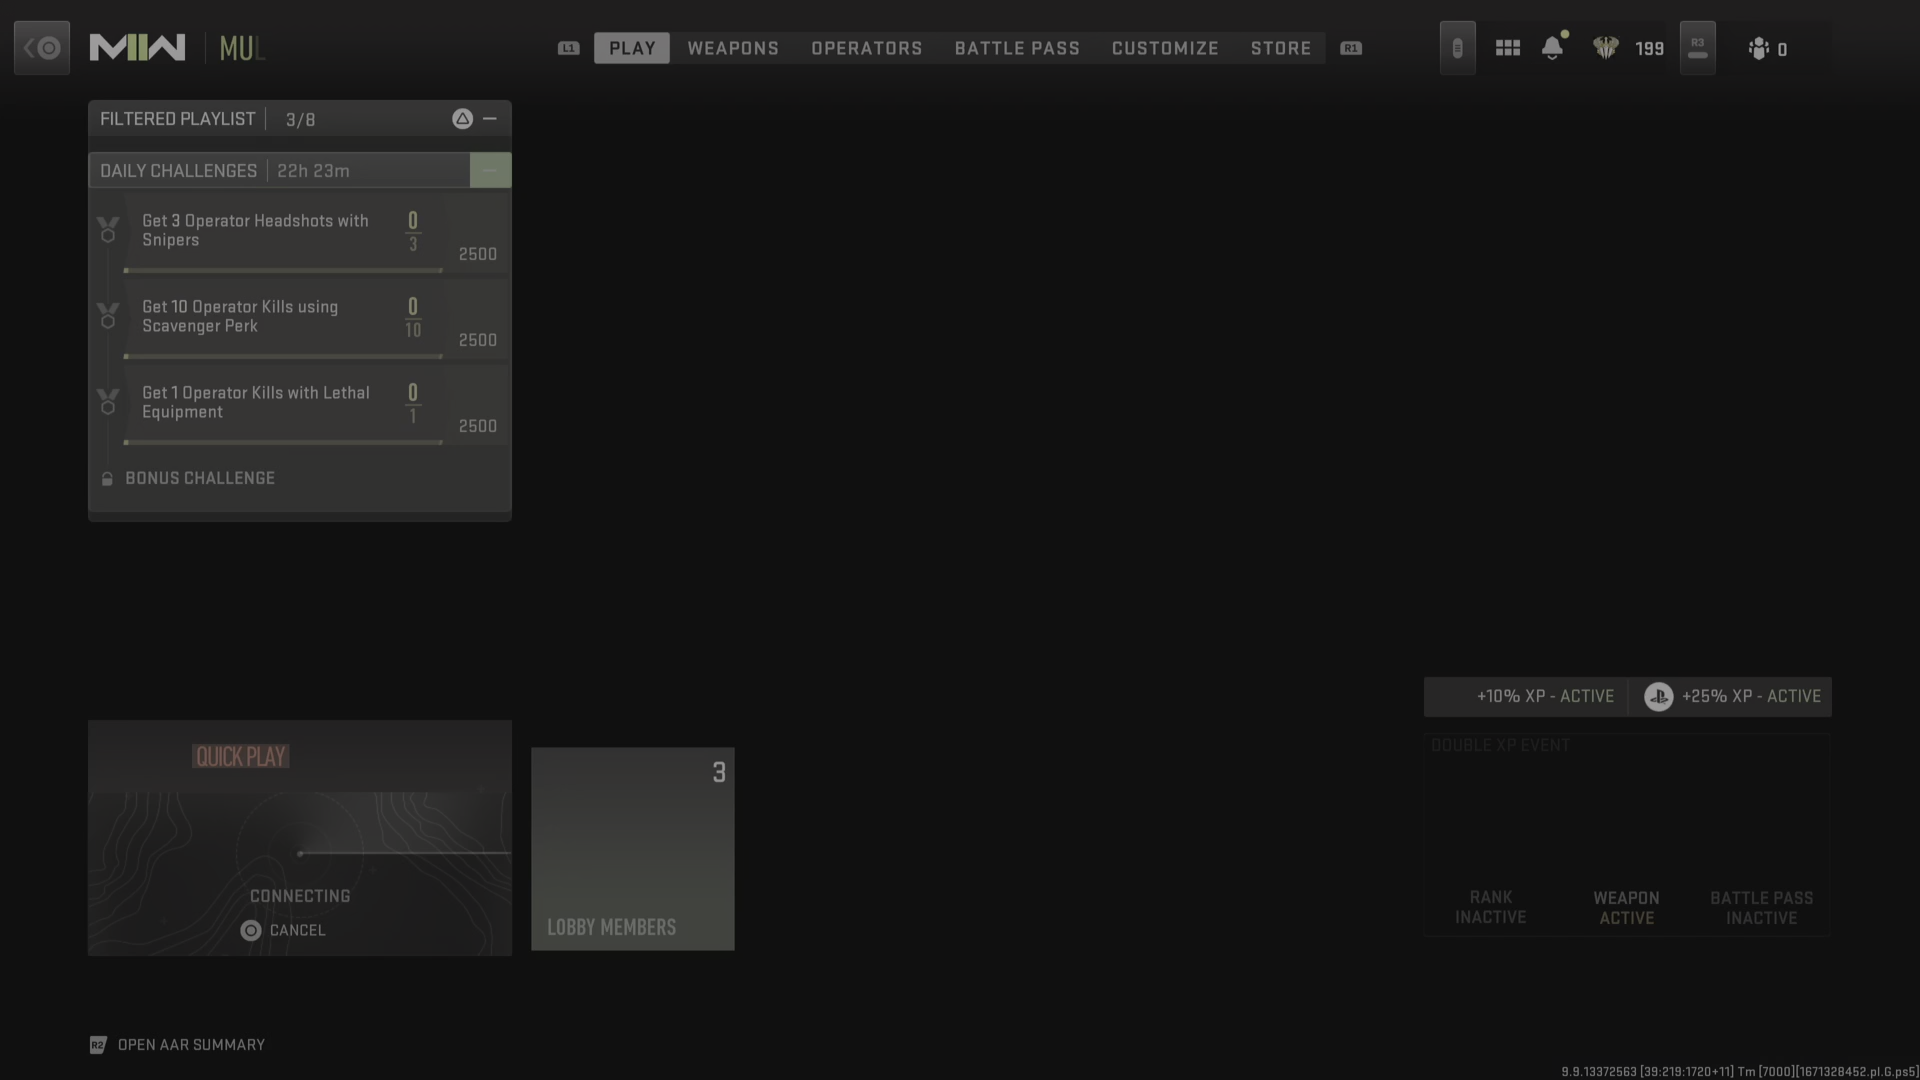 MWII | MUL
L1 PLAY WEAPONS OPERATORS BATTLE PASS CUSTOMIZE STORE R1
199 R3 0
FILTERED PLAYLIST | 3/8
DAILY CHALLENGES | 22h 23m
Get 3 Operator Headshots with
Snipers
0
3
2500
Get 10 Operator Kills using
Scavenger Perk
0
10
2500
Get 1 Operator Kills with Lethal
Equipment
0
1
2500
BONUS CHALLENGE
+10% XP - ACTIVE
+25% XP - ACTIVE
DOUBLE XP EVENT
RANK
INACTIVE
WEAPON
ACTIVE
BATTLE PASS
INACTIVE
QUICK PLAY
CONNECTING
CANCEL
3
LOBBY MEMBERS
R2 OPEN AAR SUMMARY
9.9.13372563 [39:219:1720+11] Tm [7000][1671328452.pl.G.ps5]